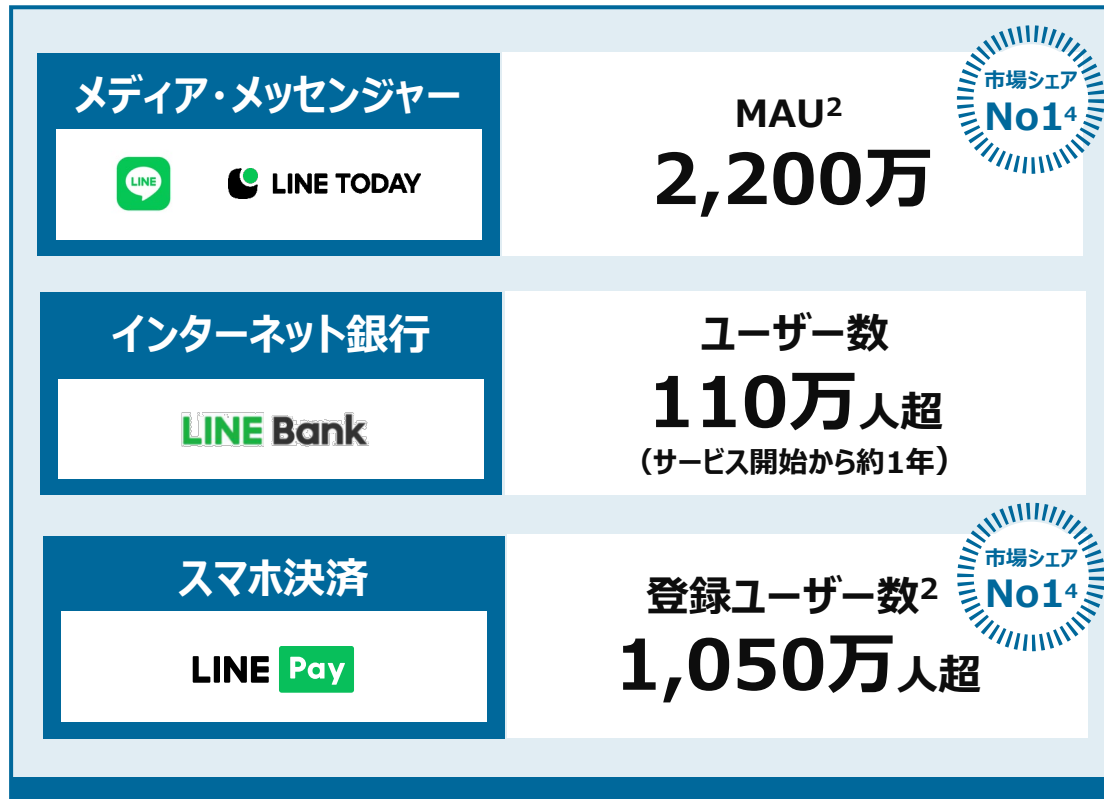 メディア・メッセンジャー
LINE
LINE TODAY
MAU2
2,200万
市場シェア
No14
インターネット銀行
LINE Bank
ユーザー数
110万人超
（サービス開始から約1年）
スマホ決済
LINE Pay
登録ユーザー数2
1,050万人超
市場シェア
No14